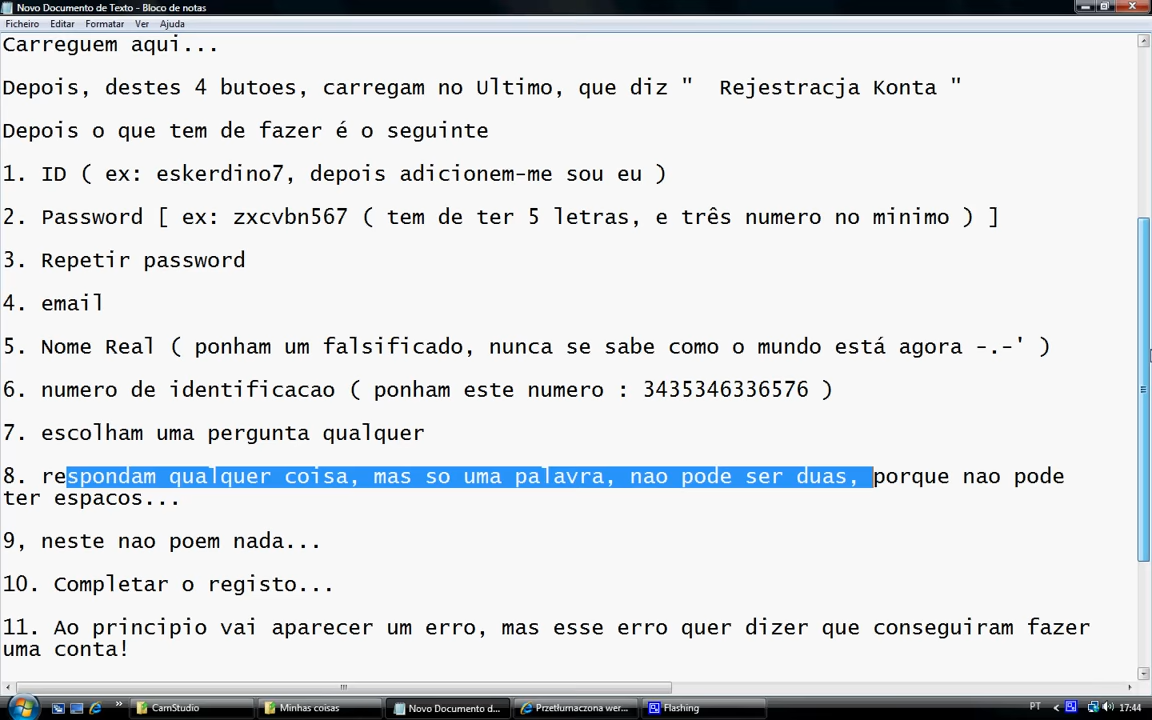 Novo Documento de Texto - Bloco de notas
Ficheiro Editar Formatar Ver Ajuda
Carreguem aqui...
Depois, destes 4 butoes, carregam no Ultimo, que diz " Rejestracja Konta "
Depois o que tem de fazer é o seguinte
1. ID ( ex: eskerdino7, depois adicionem-me sou eu )
2. Password [ ex: zxcvbn567 ( tem de ter 5 letras, e três numero no minimo ) ]
3. Repetir password
4. email
5. Nome Real ( ponham um falsificado, nunca se sabe como o mundo está agora -.-' )
6. numero de identificacao ( ponham este numero : 3435346336576 )
7. escolham uma pergunta qualquer
8. respondam qualquer coisa, mas so uma palavra, nao pode ser duas, porque nao pode
ter espacos...
9, neste nao poem nada...
10. Completar o registo...
11. Ao principio vai aparecer um erro, mas esse erro quer dizer que conseguiram fazer
uma conta!
» CamStudio Minhas coisas Novo Documento d... Przetłumaczona wer... Flashing PT < 17:44